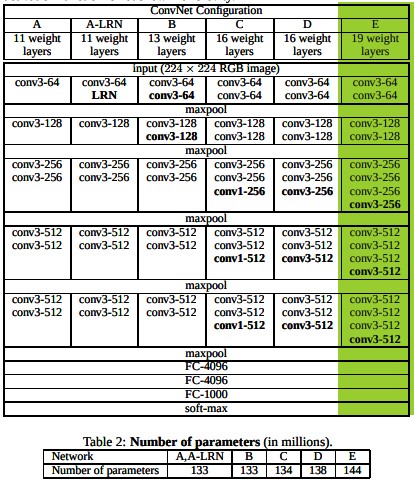 ConvNet Configuration
A A-LRN B C D E
11 weight 11 weight 13 weight 16 weight 16 weight 19 weight
layers layers layers layers layers layers
input (224 × 224 RGB image)
conv3-64 conv3-64 conv3-64 conv3-64 conv3-64 conv3-64
LRN conv3-64 conv3-64 conv3-64 conv3-64
maxpool
conv3-128 conv3-128 conv3-128 conv3-128 conv3-128 conv3-128
conv3-128 conv3-128 conv3-128 conv3-128
maxpool
conv3-256 conv3-256 conv3-256 conv3-256 conv3-256 conv3-256
conv3-256 conv3-256 conv3-256 conv3-256 conv3-256 conv3-256
conv1-256 conv3-256 conv3-256
conv3-256
maxpool
conv3-512 conv3-512 conv3-512 conv3-512 conv3-512 conv3-512
conv3-512 conv3-512 conv3-512 conv3-512 conv3-512 conv3-512
conv1-512 conv3-512 conv3-512
conv3-512
maxpool
conv3-512 conv3-512 conv3-512 conv3-512 conv3-512 conv3-512
conv3-512 conv3-512 conv3-512 conv3-512 conv3-512 conv3-512
conv1-512 conv3-512 conv3-512
conv3-512
maxpool
FC-4096
FC-4096
FC-1000
soft-max
Table 2: Number of parameters (in millions).
Network A,A-LRN B C D E
Number of parameters 133 133 134 138 144